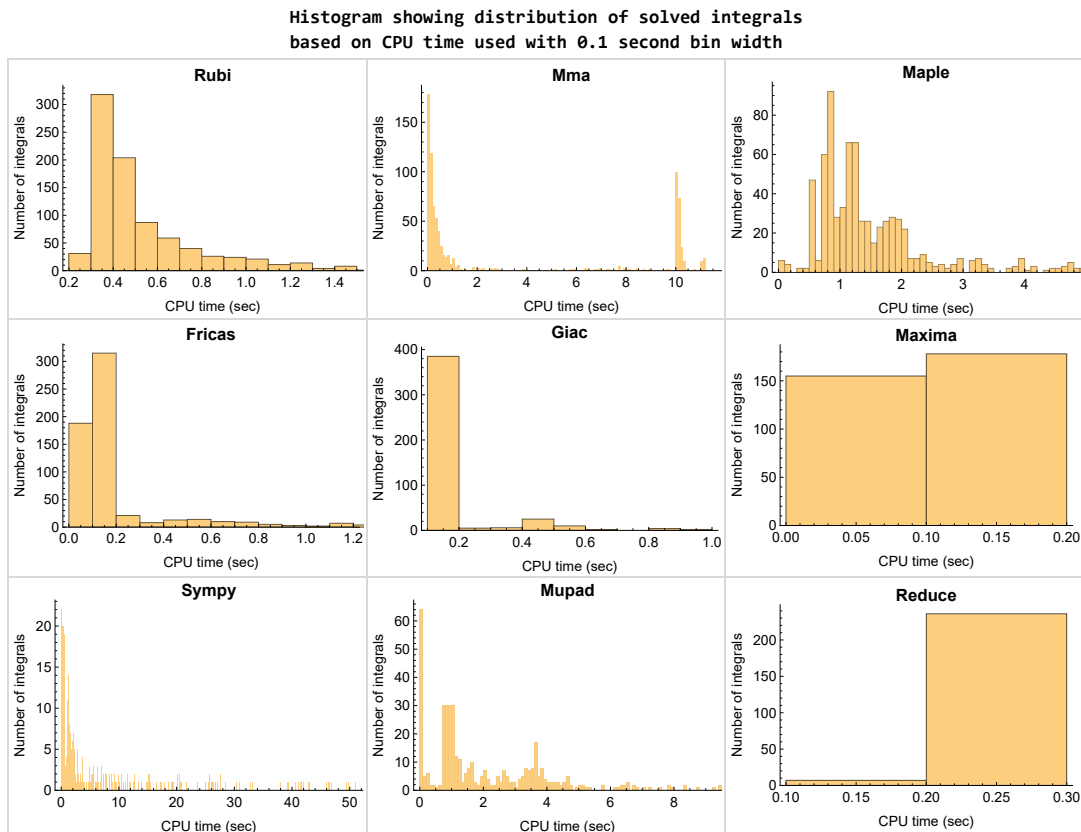 Histogram showing distribution of solved integrals
based on CPU time used with 0.1 second bin width
Rubi
Number of integrals
300
250
200
150
100
50
0
0.2 0.4 0.6 0.8 1.0 1.2 1.4
CPU time (sec)
Mma
Number of integrals
150
100
50
0
0 2 4 6 8 10
CPU time (sec)
Maple
Number of integrals
80
60
40
20
0
0 1 2 3 4
CPU time (sec)
Fricas
Number of integrals
300
250
200
150
100
50
0
0.0 0.2 0.4 0.6 0.8 1.0 1.2
CPU time (sec)
Giac
Number of integrals
400
300
200
100
0
0.2 0.4 0.6 0.8 1.0
CPU time (sec)
Maxima
Number of integrals
150
100
50
0
0.00 0.05 0.10 0.15 0.20
CPU time (sec)
Sympy
Number of integrals
20
15
10
5
0
0 10 20 30 40 50
CPU time (sec)
Mupad
Number of integrals
60
50
40
30
20
10
0
0 2 4 6 8
CPU time (sec)
Reduce
Number of integrals
200
150
100
50
0
0.10 0.15 0.20 0.25 0.30
CPU time (sec)